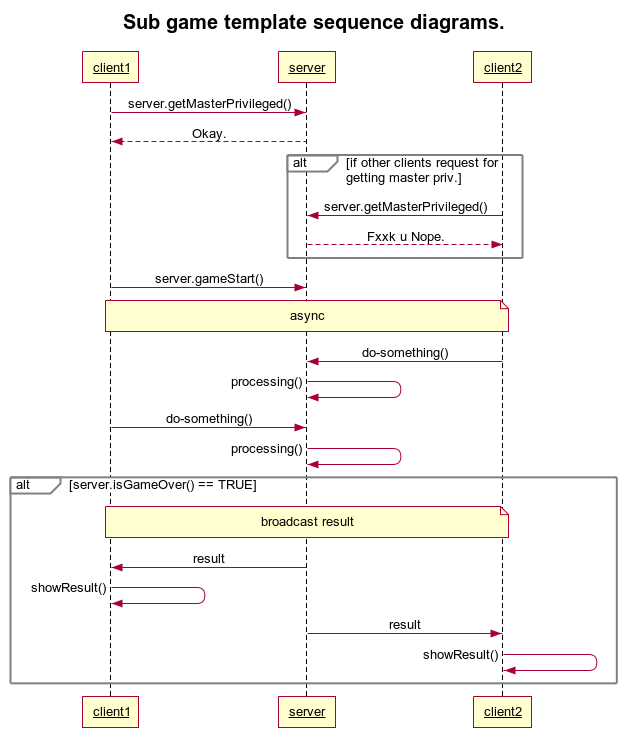 Sub game template sequence diagrams.
client1 server client2
server.getMasterPrivileged()
Okay.
alt [if other clients request for
getting master priv.]
server.getMasterPrivileged()
Fxxk u Nope.
server.gameStart()
async
do-something()
processing()
do-something()
processing()
alt [server.isGameOver() == TRUE]
broadcast result
result
showResult()
result
showResult()
client1 server client2